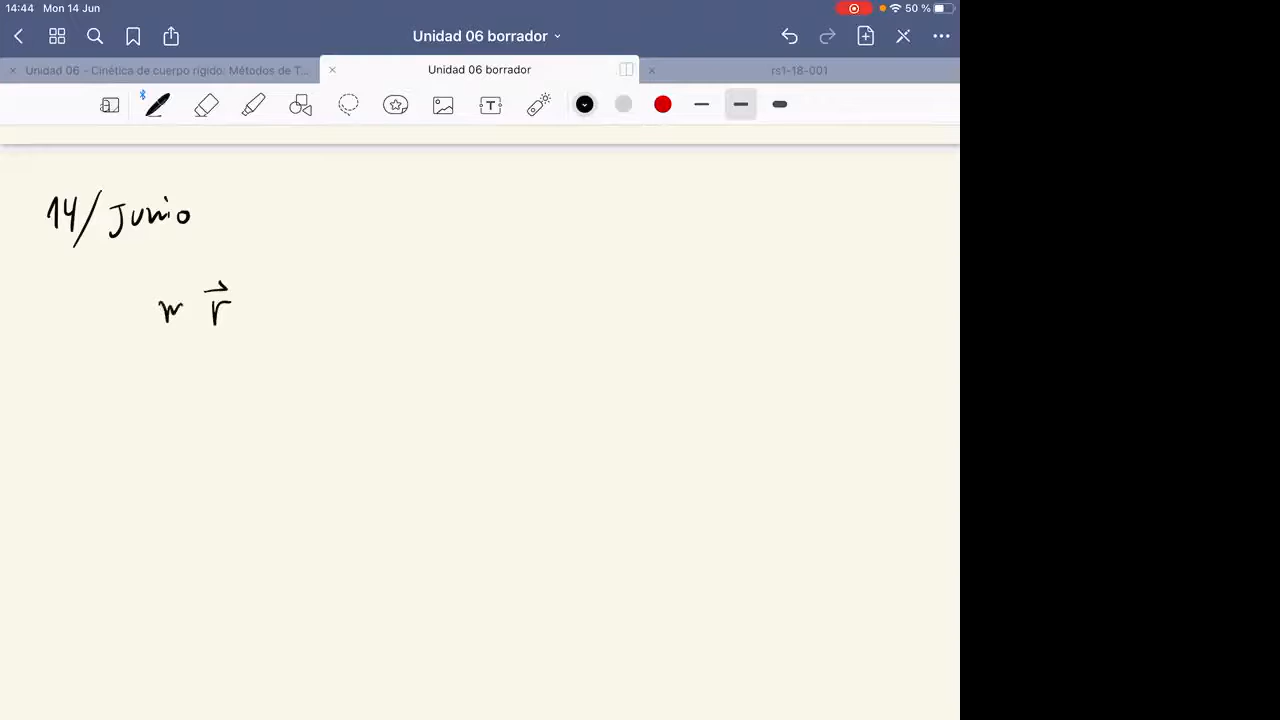 14:44 Mon 14 Jun 50 %
Unidad 06 borrador
Unidad 06 - Cinética de cuerpo rígido: Métodos de T... Unidad 06 borrador rs1-18-001
T
14/Junio
m r⃗